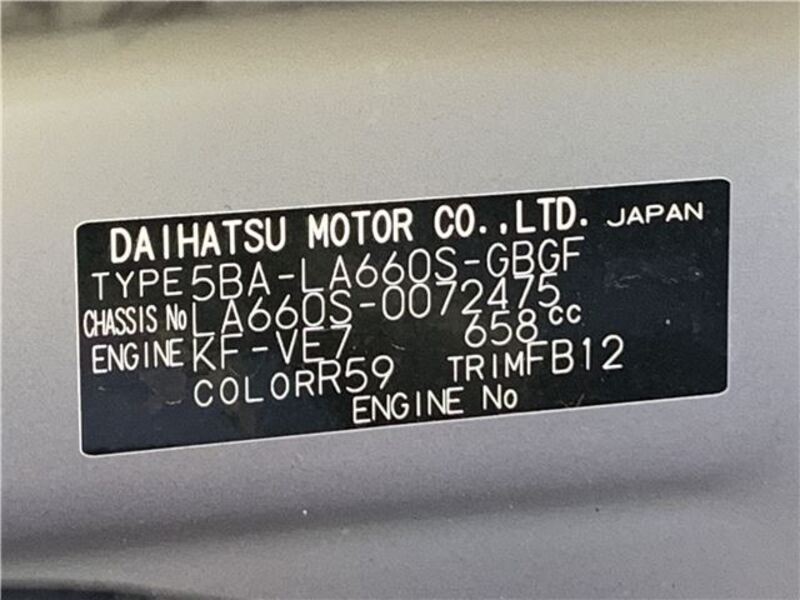 DAIHATSU MOTOR CO.,LTD. JAPAN
TYPE 5BA-LA660S-GBGF
CHASSIS No LA660S-0072475
ENGINE KF-VE7 658cc
COLOR R59 TRIM FB12
ENGINE No